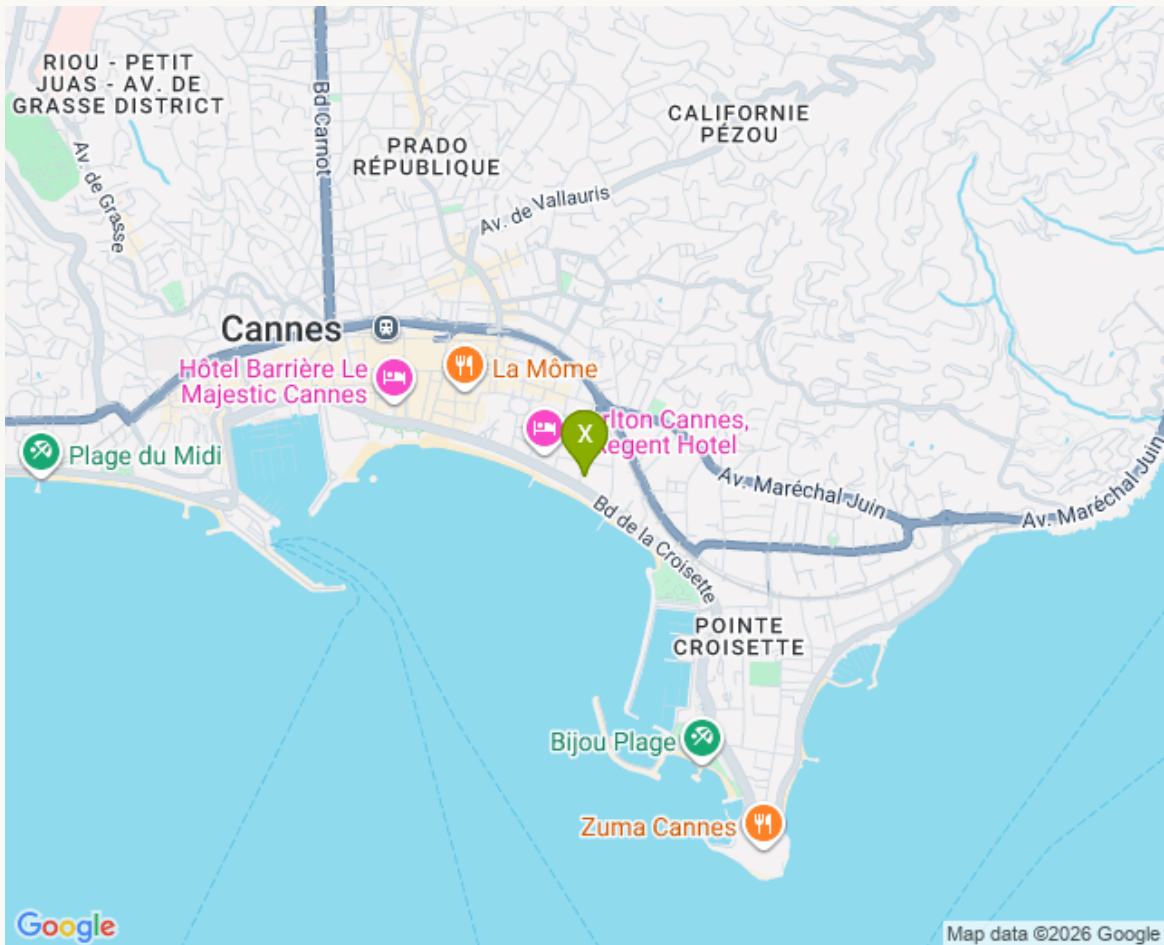 RIOU - PETIT
JUAS - AV. DE
GRASSE DISTRICT
Bd Carnot
CALIFORNIE
PÉZOU
PRADO
RÉPUBLIQUE
Av. de Grasse
Av. de Vallauris
Cannes
Hôtel Barrière Le
Majestic Cannes
La Môme
X
rlton Cannes,
Regent Hotel
Plage du Midi
Av. Maréchal Juin
Av. Maréchal Juin
Bd de la Croisette
POINTE
CROISETTE
Bijou Plage
Zuma Cannes
Google
Map data ©2026 Google